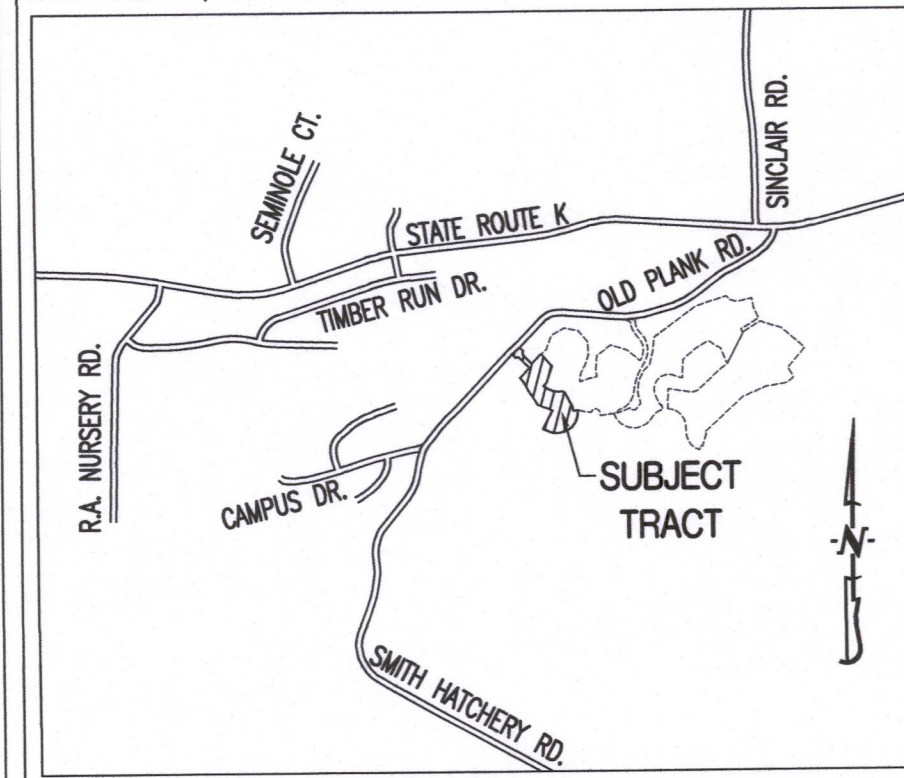 SINCLAIR RD.
SEMINOLE CT.
STATE ROUTE K
OLD PLANK RD.
TIMBER RUN DR.
R.A. NURSERY RD.
CAMPUS DR.
SUBJECT
TRACT
-N-
SMITH HATCHERY RD.